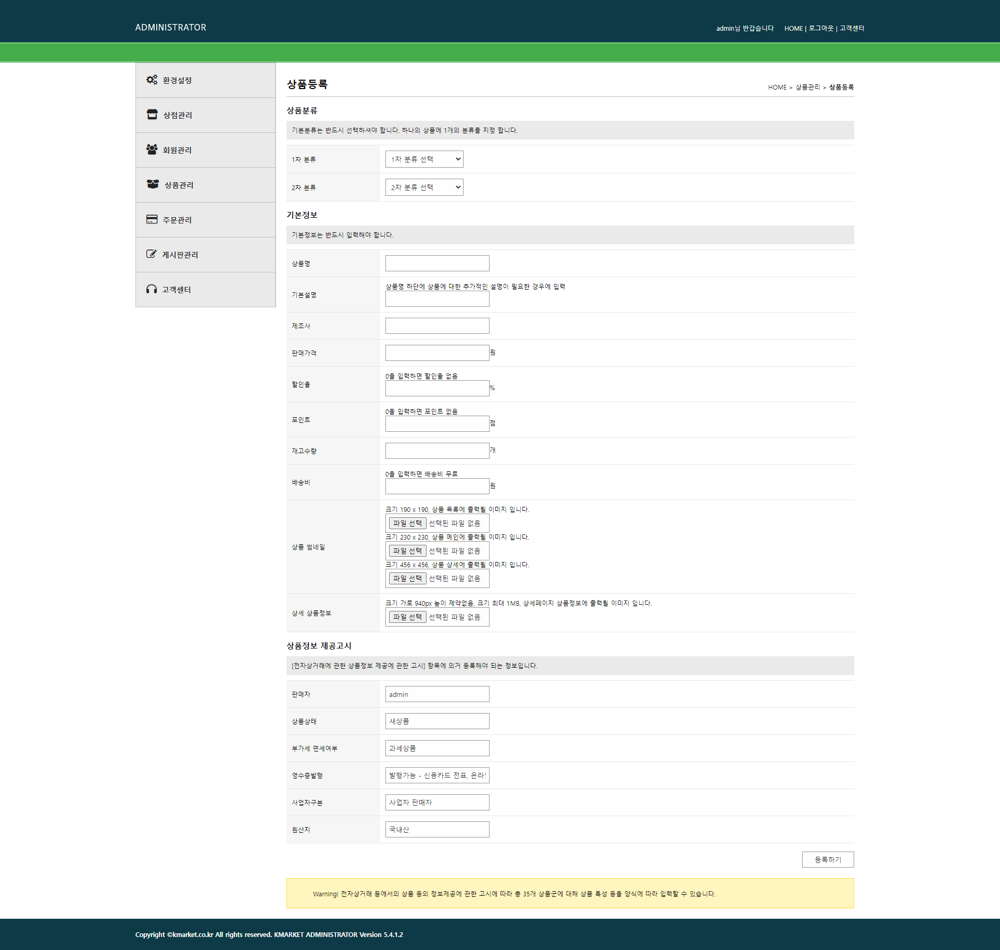 ADMINISTRATOR
admin님 반갑습니다 HOME | 로그아웃 | 고객센터
환경설정
상점관리
회원관리
상품관리
주문관리
게시판관리
고객센터
상품등록
HOME > 상품관리 > 상품등록
상품분류
기본분류는 반드시 선택하셔야 합니다. 하나의 상품에 1개의 분류를 지정 합니다.
1차 분류
1차 분류 선택
2차 분류
2차 분류 선택
기본정보
기본정보는 반드시 입력해야 합니다.
상품명
기본설명
상품명 하단에 상품에 대한 추가적인 설명이 필요한 경우에 입력
제조사
판매가격
원
할인율
0을 입력하면 할인율 없음
%
포인트
0을 입력하면 포인트 없음
점
재고수량
개
배송비
0을 입력하면 배송비 무료
원
상품 썸네일
크기 190 x 190, 상품 목록에 출력될 이미지 입니다.
파일 선택 선택된 파일 없음
크기 230 x 230, 상품 메인에 출력될 이미지 입니다.
파일 선택 선택된 파일 없음
크기 456 x 456, 상품 상세에 출력될 이미지 입니다.
파일 선택 선택된 파일 없음
상세 상품정보
크기 가로 940px 높이 제약없음, 크기 최대 1MB, 상세페이지 상품정보에 출력될 이미지 입니다.
파일 선택 선택된 파일 없음
상품정보 제공고시
[전자상거래에 관한 상품정보 제공에 관한 고시] 항목에 의거 등록해야 되는 정보입니다.
판매자
admin
상품상태
새상품
부가세 면세여부
과세상품
영수증발행
발행가능 - 신용카드 전표,
사업자구분
사업자 판매자
원산지
국내산
등록하기
Warning! 전자상거래 등에서의 상품 등의 정보제공에 관한 고시에 따라 총 35개 상품군에 대해 상품 특성 등을 양식에 따라 입력할 수 있습니다.
Copyright ©kmarket.co.kr All rights reserved. KMARKET ADMINISTRATOR Version 5.4.1.2